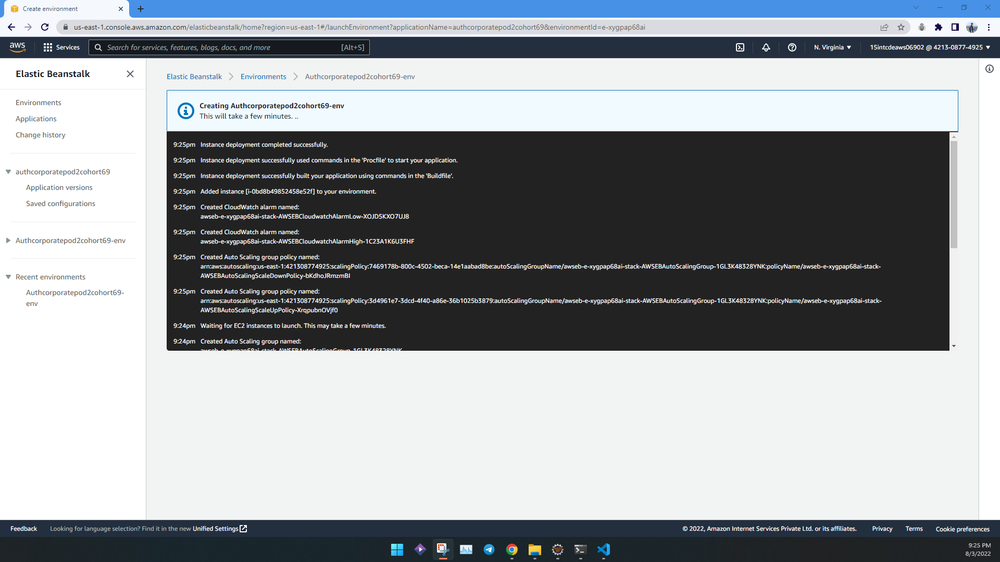 Create environment
us-east-1.console.aws.amazon.com/elasticbeanstalk/home?region=us-east-1#/launchEnvironment?applicationName=authcorporatepod2cohort69&environmentId=e-xygpap68ai
aws
Services
Search for services, features, blogs, docs, and more
[Alt+S]
N. Virginia
15intcdeaws06902 @ 4213-0877-4925
Elastic Beanstalk
Environments
Applications
Change history
authcorporatepod2cohort69
Application versions
Saved configurations
Authcorporatepod2cohort69-env
Recent environments
Authcorporatepod2cohort69-
env
Elastic Beanstalk
Environments
Authcorporatepod2cohort69-env
Creating Authcorporatepod2cohort69-env
This will take a few minutes. ..
9:25pm Instance deployment completed successfully.
9:25pm Instance deployment successfully used commands in the 'Procfile' to start your application.
9:25pm Instance deployment successfully built your application using commands in the 'Buildfile'.
9:25pm Added instance [i-0bd8b49852458e52f] to your environment.
9:25pm Created CloudWatch alarm named:
awseb-e-xygpap68ai-stack-AWSEBCloudwatchAlarmLow-XOJD5KXO7UJ8
9:25pm Created CloudWatch alarm named:
awseb-e-xygpap68ai-stack-AWSEBCloudwatchAlarmHigh-1C23A1K6U3FHF
9:25pm Created Auto Scaling group policy named:
arn:aws:autoscaling:us-east-1:421308774925:scalingPolicy:7469178b-800c-4502-beca-14e1aabad8be:autoScalingGroupName/awseb-e-xygpap68ai-stack-AWSEBAutoScalingGroup-1GL3K48328YNK:policyName/awseb-e-xygpap68ai-stack-
AWSEBAutoScalingScaleDownPolicy-bKdhoJRmzmBI
9:25pm Created Auto Scaling group policy named:
arn:aws:autoscaling:us-east-1:421308774925:scalingPolicy:3d4961e7-3dcd-4f40-a86e-36b1025b3879:autoScalingGroupName/awseb-e-xygpap68ai-stack-AWSEBAutoScalingGroup-1GL3K48328YNK:policyName/awseb-e-xygpap68ai-stack-
AWSEBAutoScalingScaleUpPolicy-XrqpubnOVjf0
9:24pm Waiting for EC2 instances to launch. This may take a few minutes.
9:24pm Created Auto Scaling group named:
awseb-e-xygpap68ai-stack-AWSEBAutoScalingGroup-1GL3K48328YNK
Feedback
Looking for language selection? Find it in the new Unified Settings
© 2022, Amazon Internet Services Private Ltd. or its affiliates.
Privacy
Terms
Cookie preferences
9:25 PM
8/3/2022